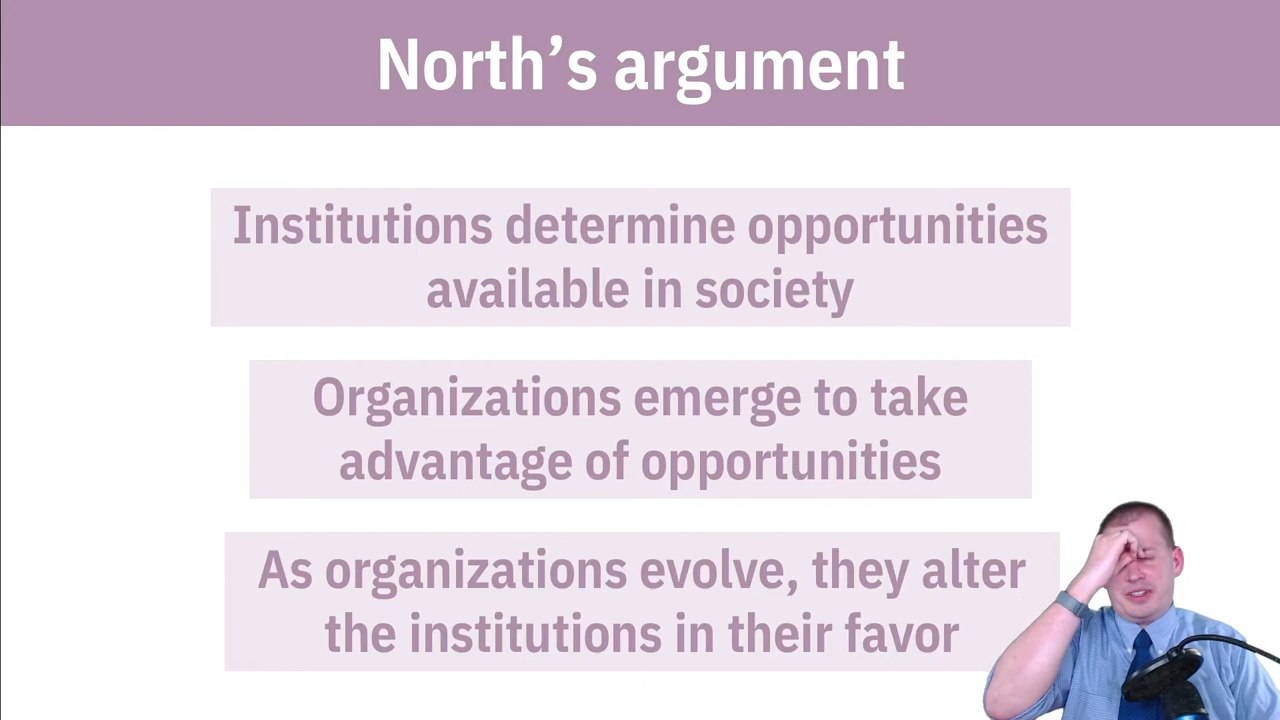 North’s argument
Institutions determine opportunities
available in society
Organizations emerge to take
advantage of opportunities
As organizations evolve, they alter
the institutions in their favor